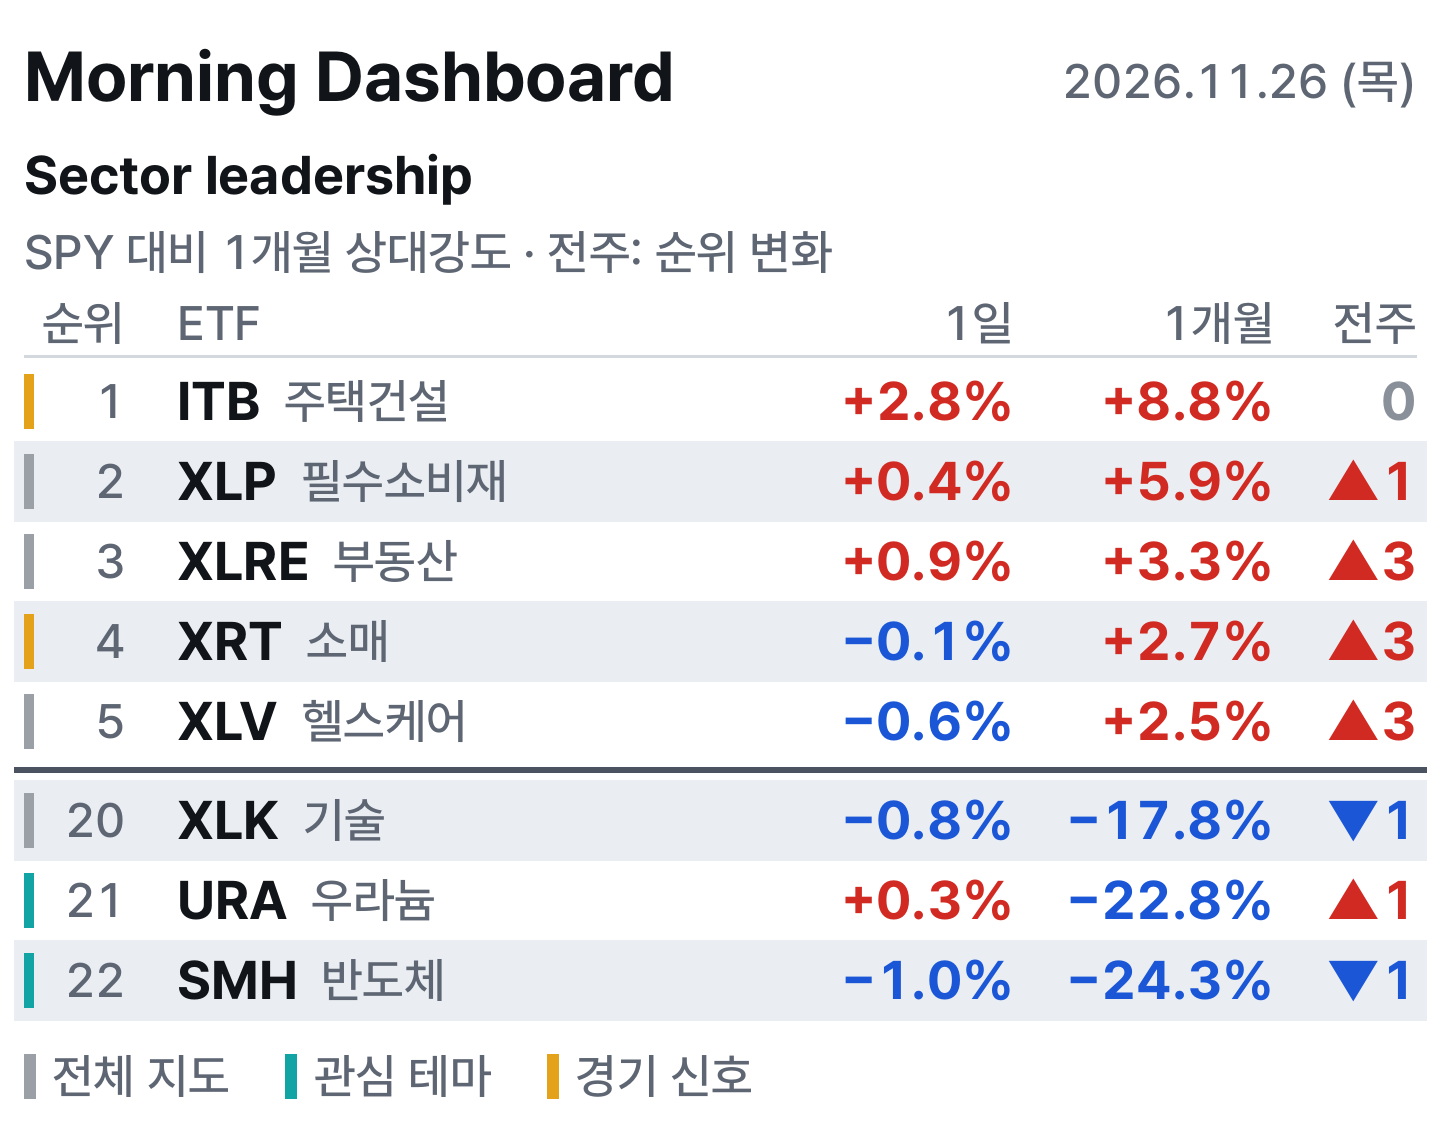 Morning Dashboard 2026.11.26 (목)
Sector leadership
SPY 대비 1개월 상대강도 · 전주: 순위 변화
순위 ETF 1일 1개월 전주
1 ITB 주택건설 +2.8% +8.8% 0
2 XLP 필수소비재 +0.4% +5.9% ▲1
3 XLRE 부동산 +0.9% +3.3% ▲3
4 XRT 소매 −0.1% +2.7% ▲3
5 XLV 헬스케어 −0.6% +2.5% ▲3
20 XLK 기술 −0.8% −17.8% ▼1
21 URA 우라늄 +0.3% −22.8% ▲1
22 SMH 반도체 −1.0% −24.3% ▼1
전체 지도 관심 테마 경기 신호